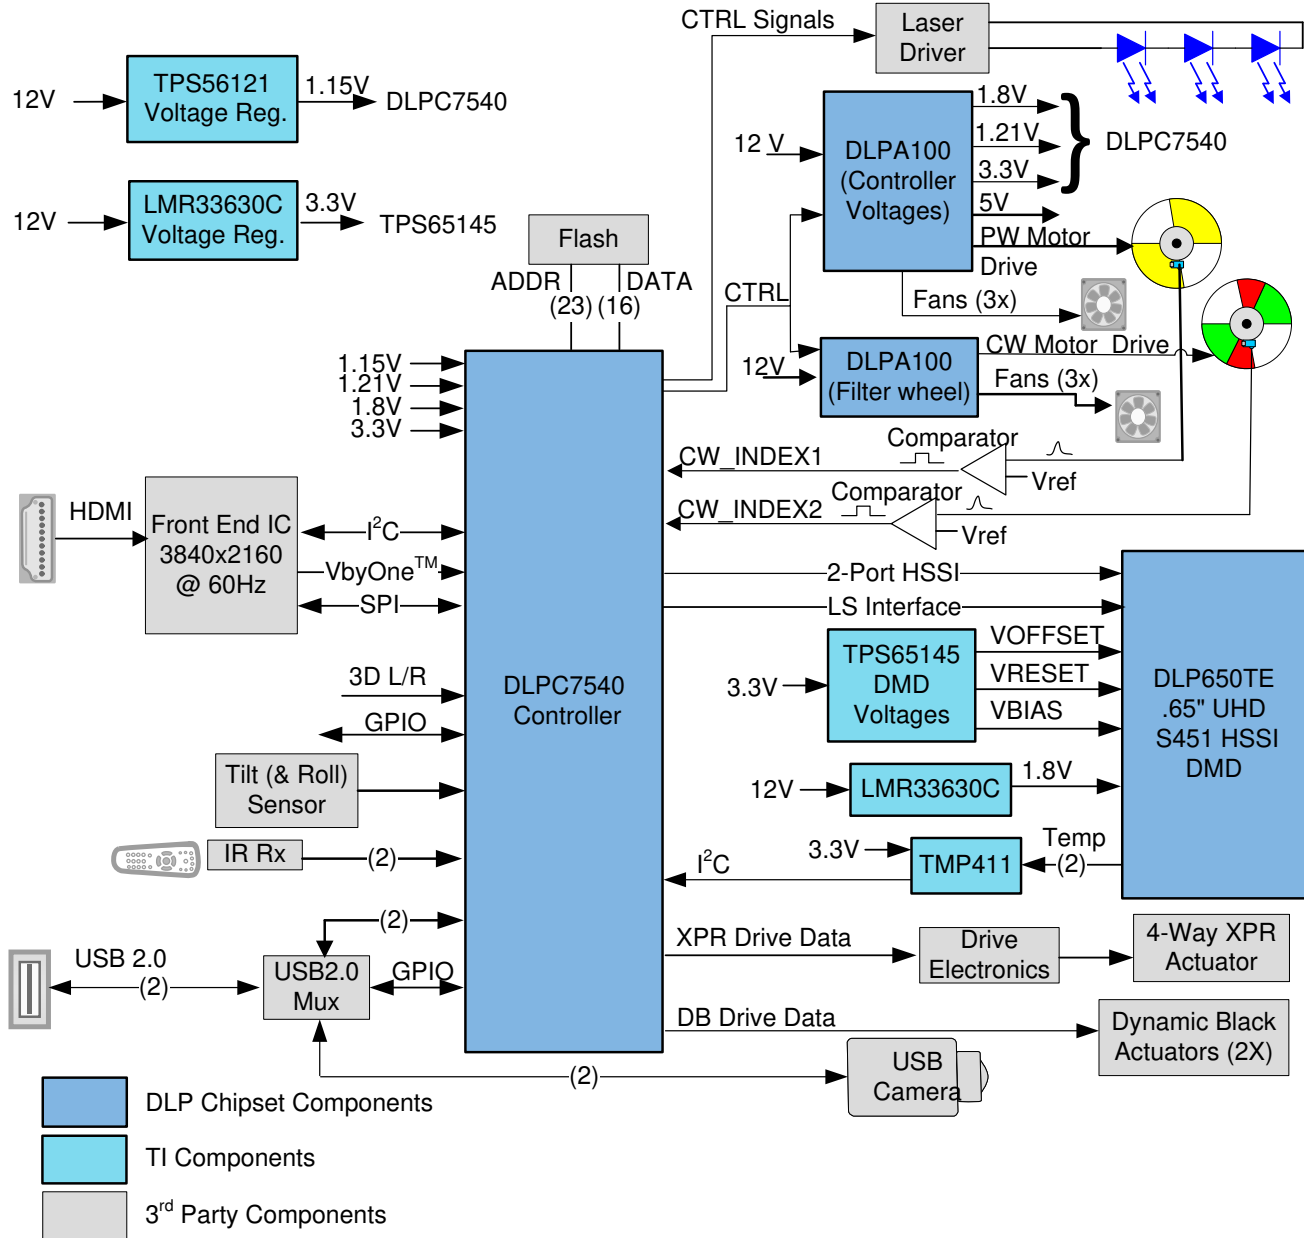 CTRL Signals
Laser
Driver
12V
TPS56121
Voltage Reg.
1.15V
DLPC7540
12V
LMR33630C
Voltage Reg.
3.3V
TPS65145
12 V
DLPA100
(Controller
Voltages)
1.8V
1.21V
3.3V
5V
DLPC7540
PW Motor
Drive
Fans (3x)
CTRL
Flash
ADDR
(23)
DATA
(16)
12V
DLPA100
(Filter wheel)
CW Motor Drive
Fans (3x)
1.15V
1.21V
1.8V
3.3V
DLPC7540
Controller
CW_INDEX1
Comparator
Vref
CW_INDEX2
Comparator
Vref
HDMI
Front End IC
3840x2160
@ 60Hz
I2C
VbyOne™
SPI
2-Port HSSI
LS Interface
3D L/R
GPIO
Tilt (& Roll)
Sensor
IR Rx
(2)
3.3V
TPS65145
DMD
Voltages
VOFFSET
VRESET
VBIAS
DLP650TE
.65" UHD
S451 HSSI
DMD
12V
LMR33630C
1.8V
3.3V
TMP411
Temp
(2)
I2C
(2)
USB 2.0
(2)
USB2.0
Mux
GPIO
(2)
XPR Drive Data
Drive
Electronics
4-Way XPR
Actuator
DB Drive Data
Dynamic Black
Actuators (2X)
USB
Camera
DLP Chipset Components
TI Components
3rd Party Components